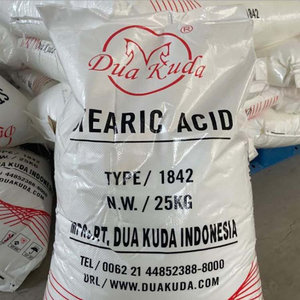 Dua Kuda
®
TEARIC ACID
TYPE/ 1842
N.W./ 25KG
PT. DUA KUDA INDONESIA
TEL/ 0062 21 44852388-8000
URL/ WWW.DUAKUDA.COM